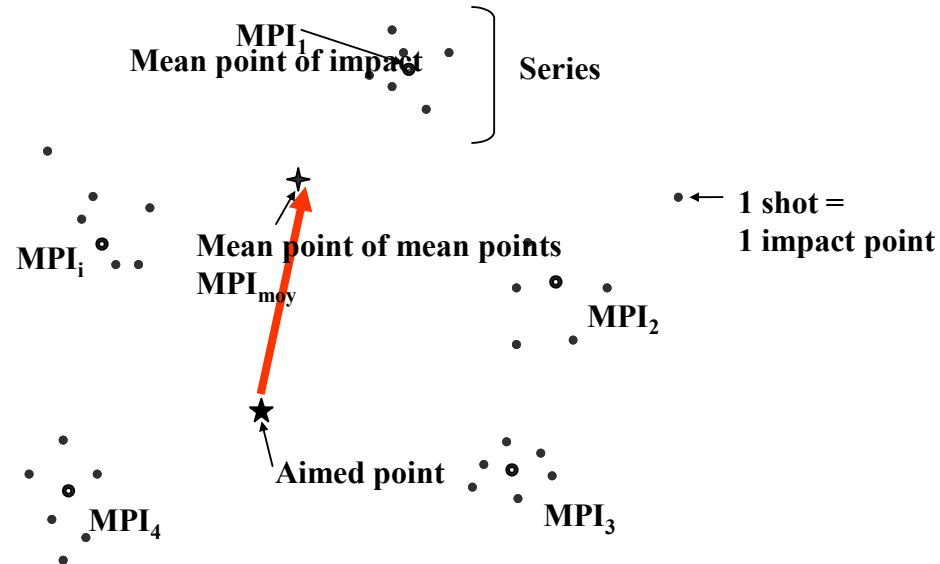 MPI₁
Mean point of impact
Series
1 shot =
1 impact point
Mean point of mean points
MPIₘₒᵧ
MPIᵢ
MPI₂
Aimed point
MPI₃
MPI₄